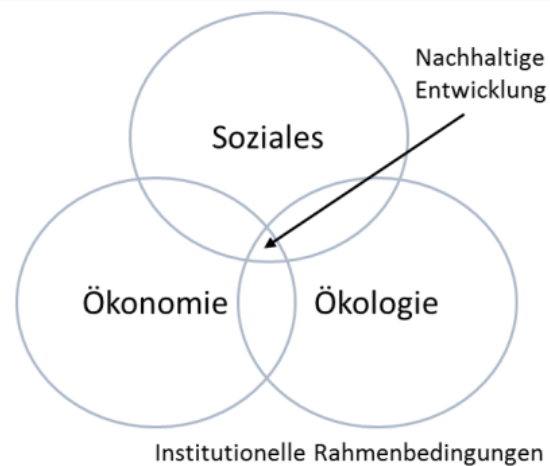 Nachhaltige
Entwicklung
Soziales
Ökonomie
Ökologie
Institutionelle Rahmenbedingungen